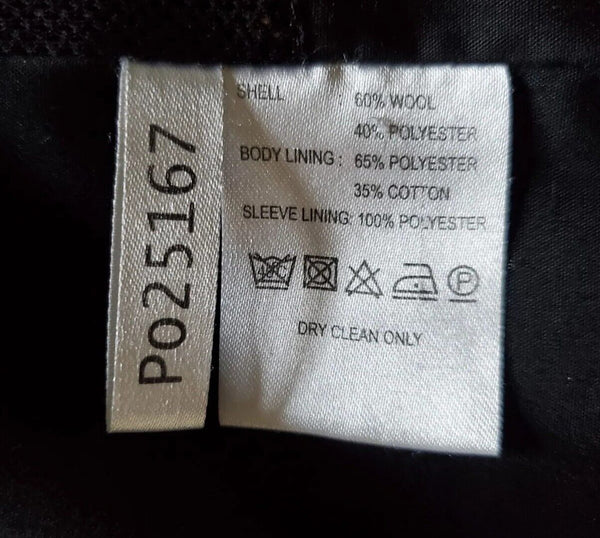 Po25167
SHELL : 60% WOOL
40% POLYESTER
BODY LINING : 65% POLYESTER
35% COTTON
SLEEVE LINING: 100% POLYESTER
P
DRY CLEAN ONLY